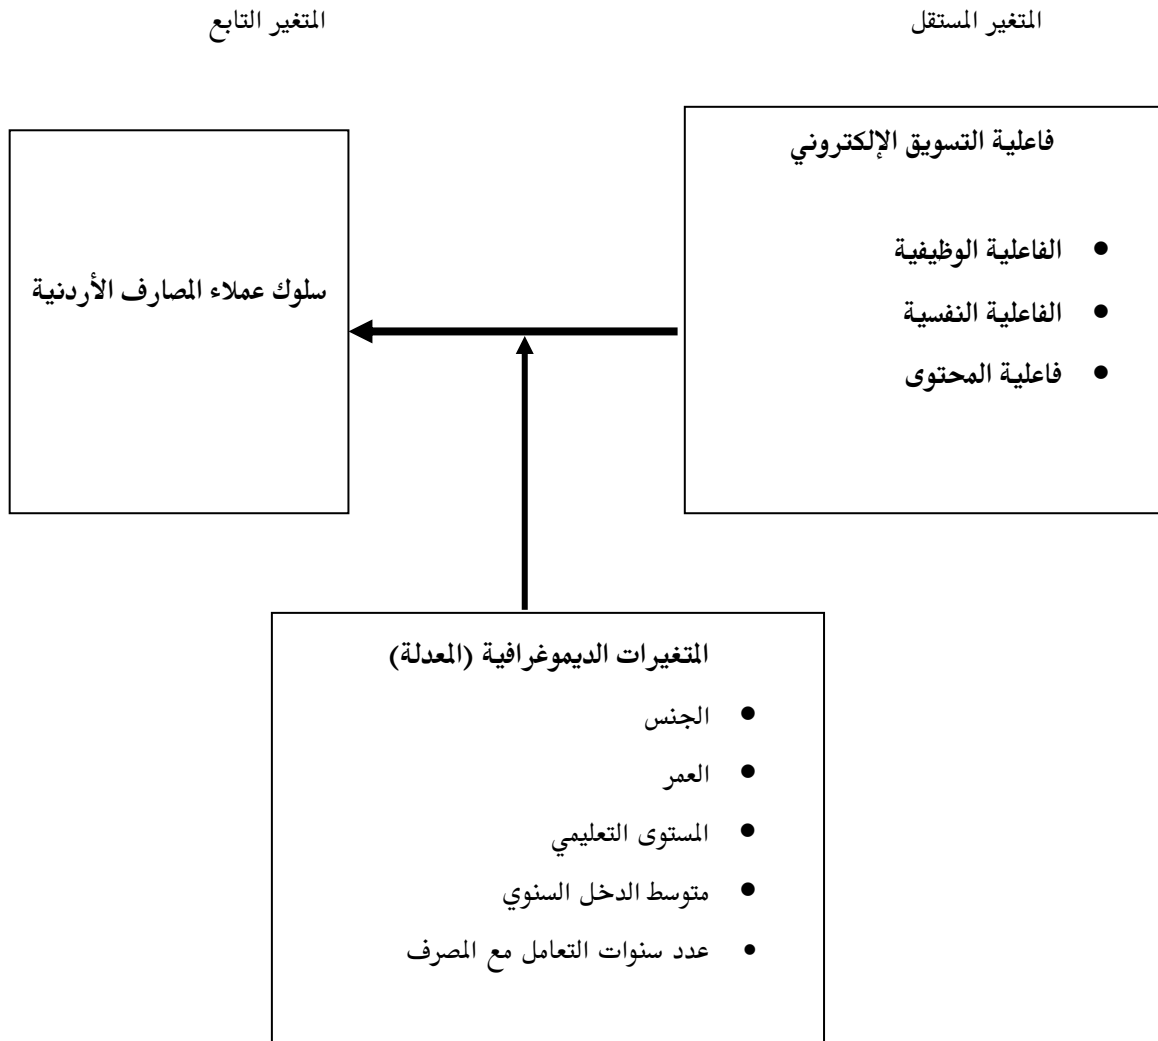 المتغير المستقل
المتغير التابع
فاعلية التسويق الإلكتروني
● الفاعلية الوظيفية
● الفاعلية النفسية
● فاعلية المحتوى
سلوك عملاء المصارف الأردنية
المتغيرات الديموغرافية (المعدلة)
● الجنس
● العمر
● المستوى التعليمي
● متوسط الدخل السنوي
● عدد سنوات التعامل مع المصرف